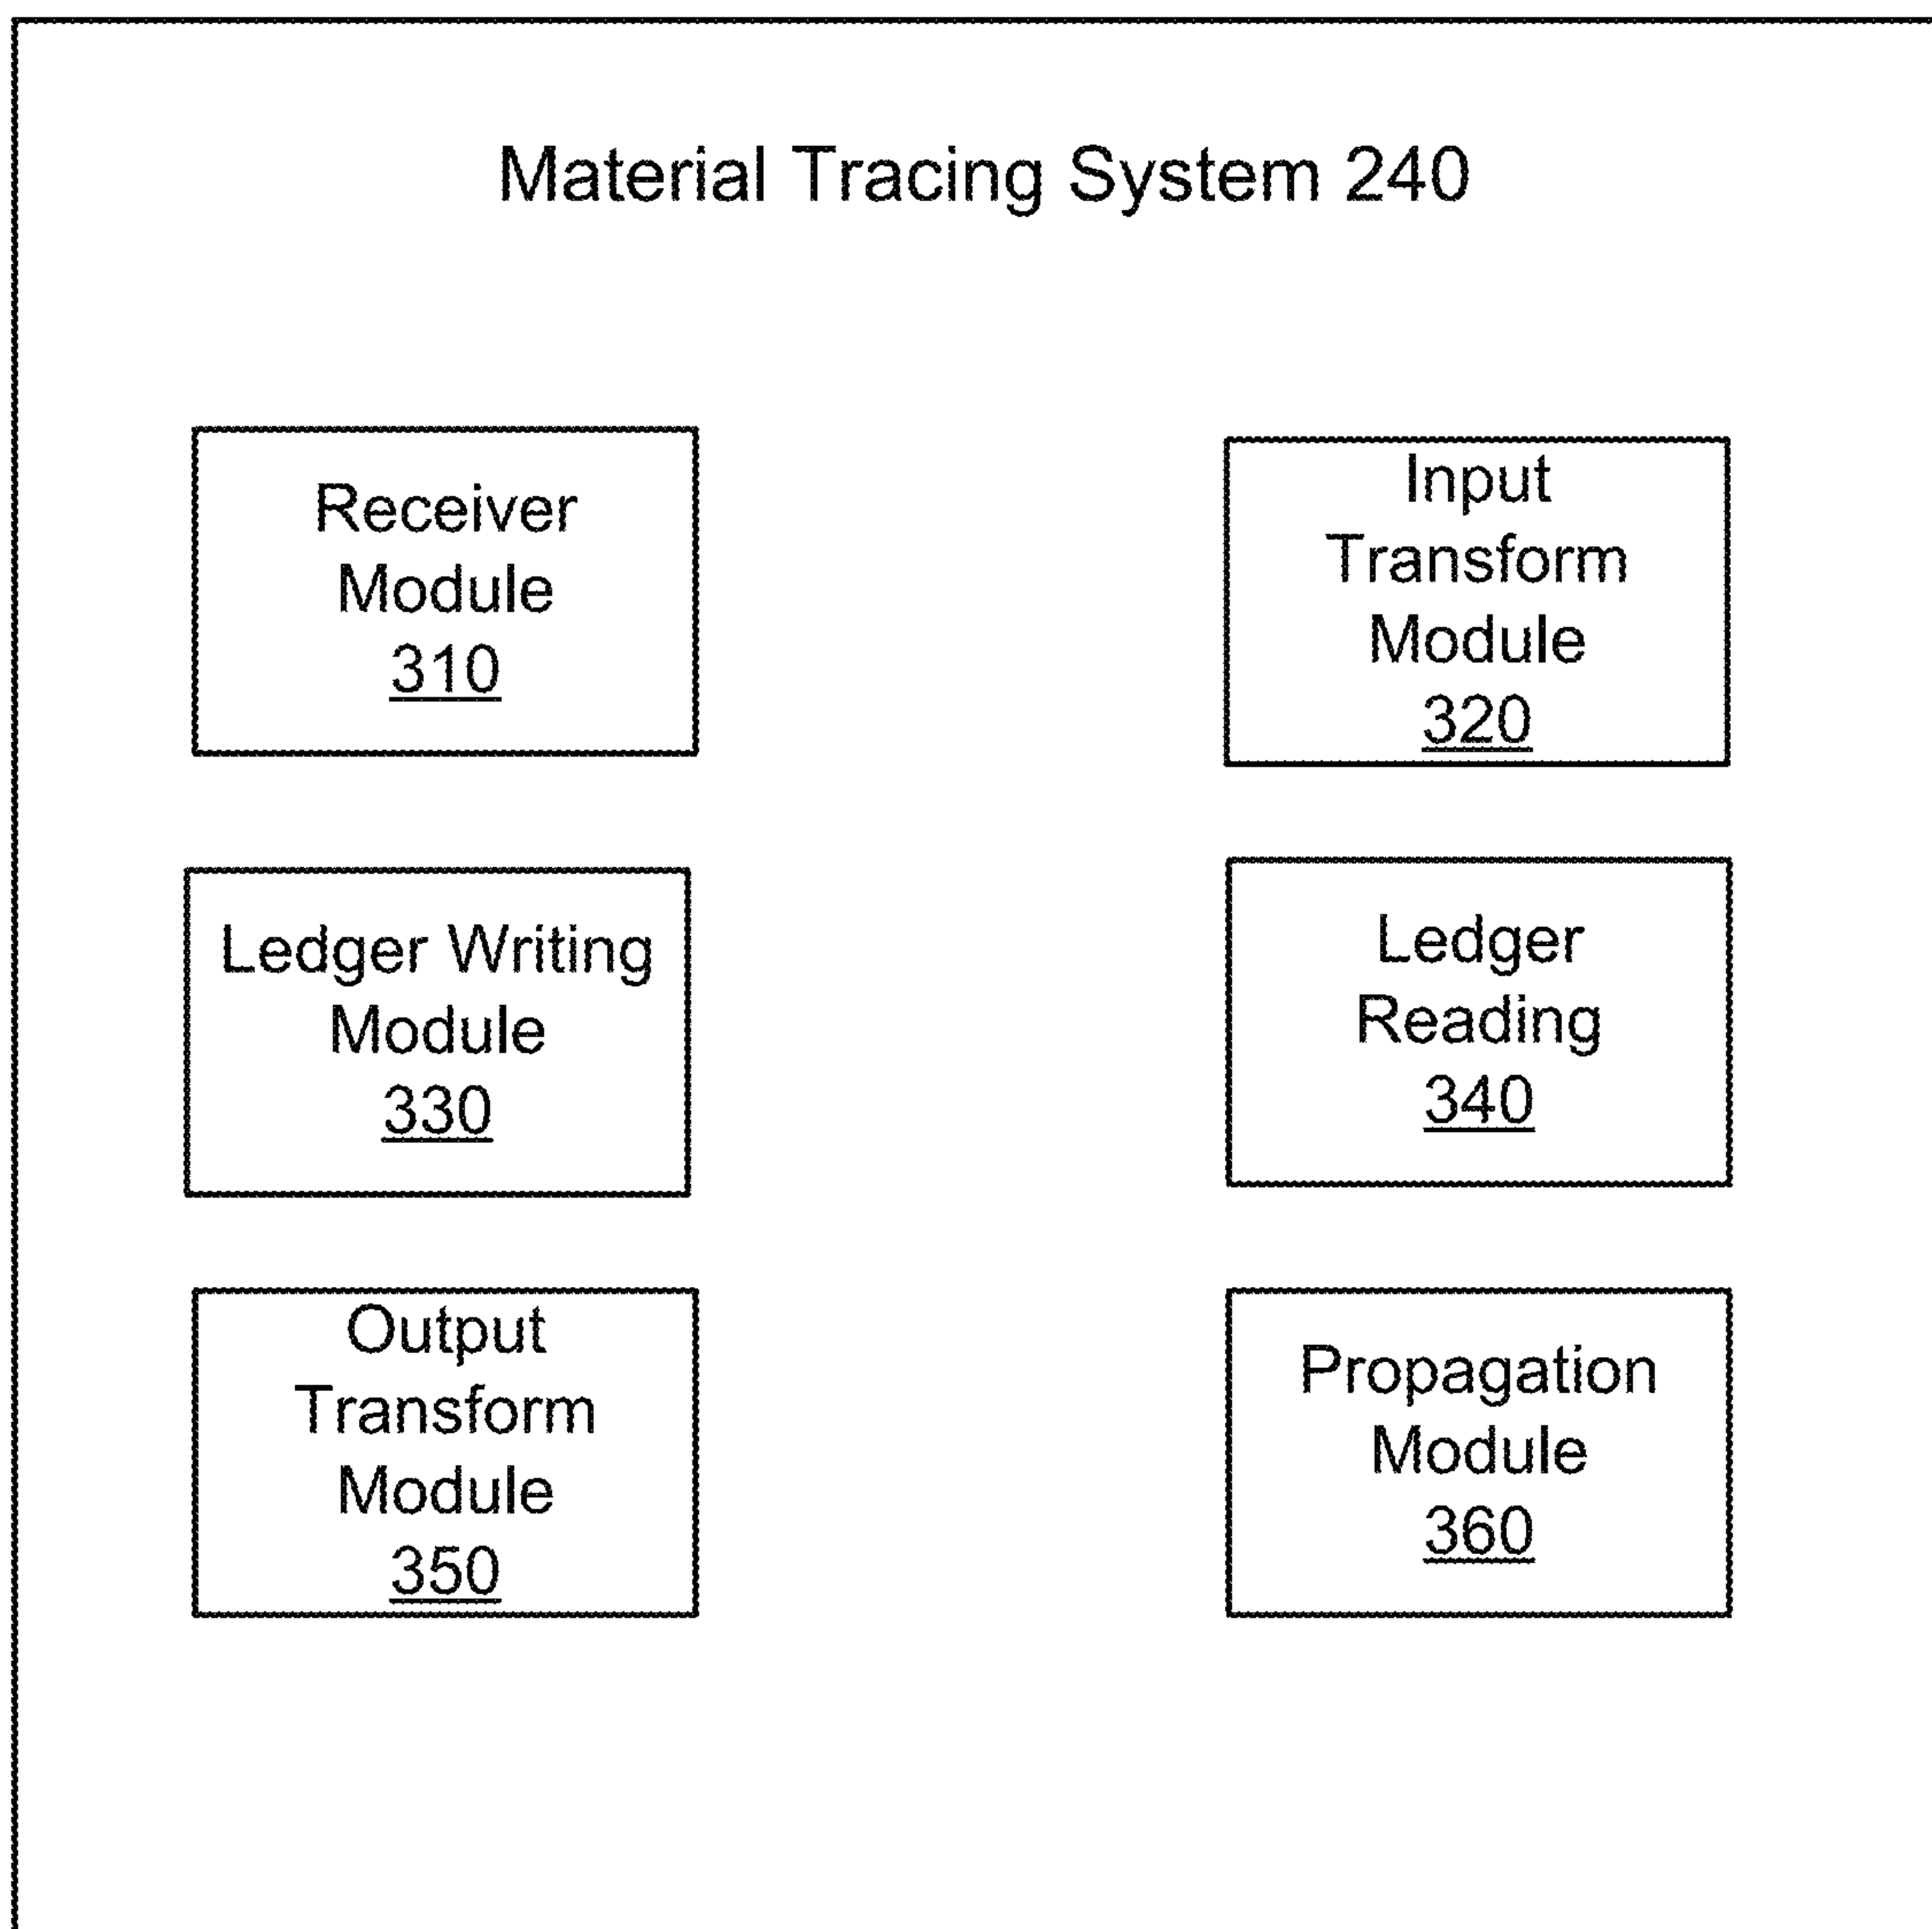 Material Tracing System 240
Receiver
Module
310
Input
Transform
Module
320
Ledger Writing
Module
330
Ledger
Reading
340
Output
Transform
Module
350
Propagation
Module
360